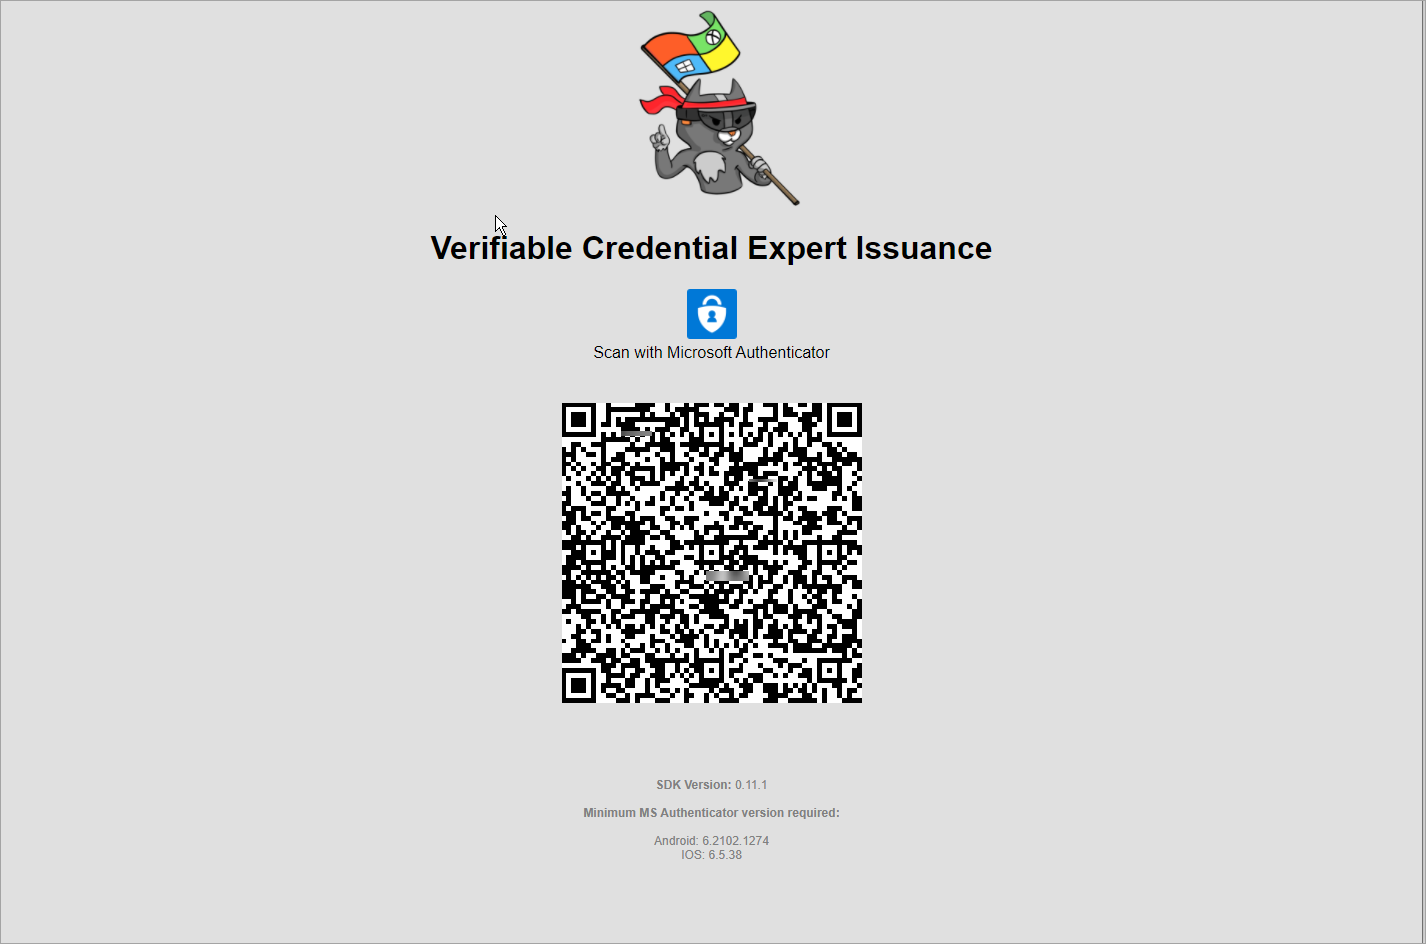 Verifiable Credential Expert Issuance
Scan with Microsoft Authenticator
SDK Version: 0.11.1
Minimum MS Authenticator version required:
Android: 6.2102.1274
IOS: 6.5.38